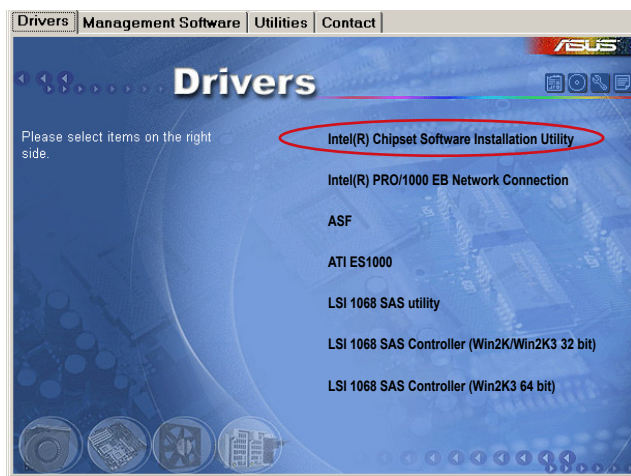 Drivers Management Software Utilities Contact
ASUS
Drivers
Please select items on the right
side.
Intel(R) Chipset Software Installation Utility
Intel(R) PRO/1000 EB Network Connection
ASF
ATI ES1000
LSI 1068 SAS utility
LSI 1068 SAS Controller (Win2K/Win2K3 32 bit)
LSI 1068 SAS Controller (Win2K3 64 bit)